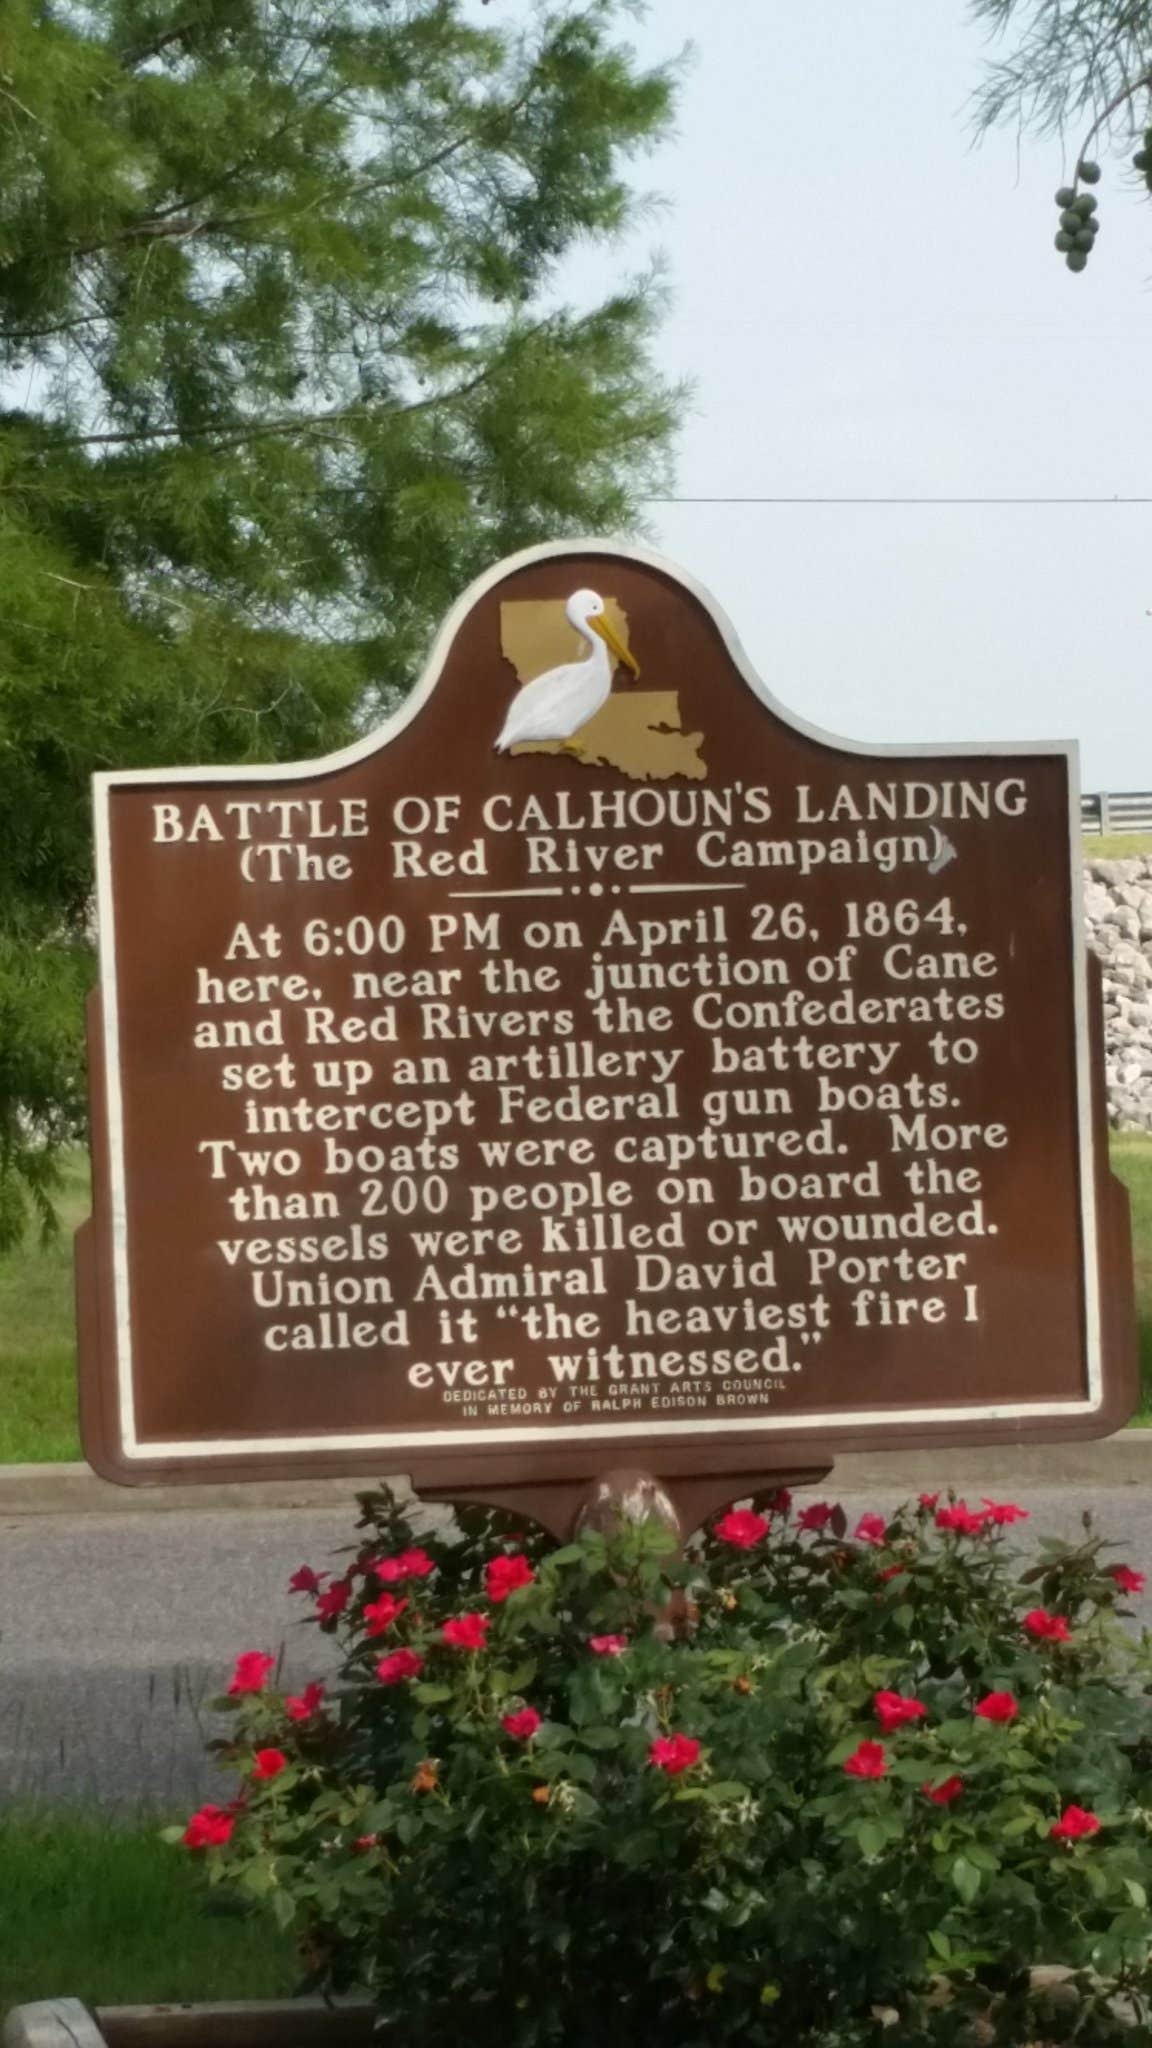 BATTLE OF CALHOUN'S LANDING
(The Red River Campaign)
At 6:00 PM on April 26, 1864,
here, near the junction of Cane
and Red Rivers the Confederates
set up an artillery battery to
intercept Federal gun boats.
Two boats were captured. More
than 200 people on board the
vessels were killed or wounded.
Union Admiral David Porter
called it "the heaviest fire I
ever witnessed."
DEDICATED BY THE GRANT ARTS COUNCIL
IN MEMORY OF RALPH EDISON BROWN